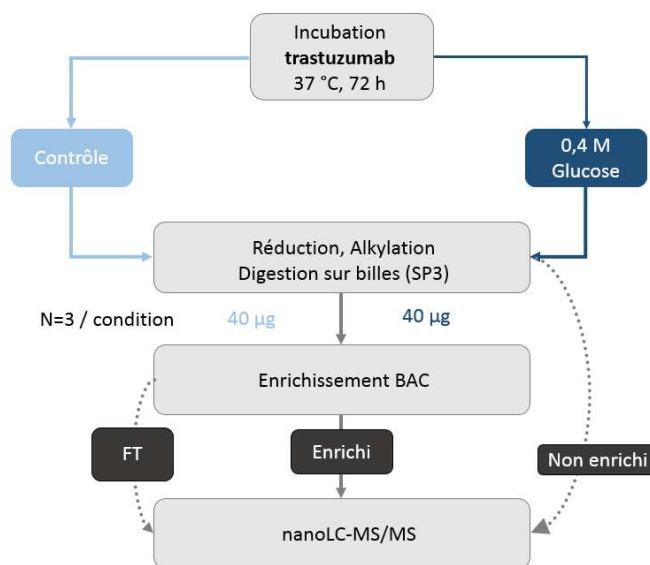 Incubation
trastuzumab
37 °C, 72 h
Contrôle
0,4 M
Glucose
Réduction, Alkylation
Digestion sur billes (SP3)
N=3 / condition
40 µg
40 µg
Enrichissement BAC
FT
Enrichi
Non enrichi
nanoLC-MS/MS